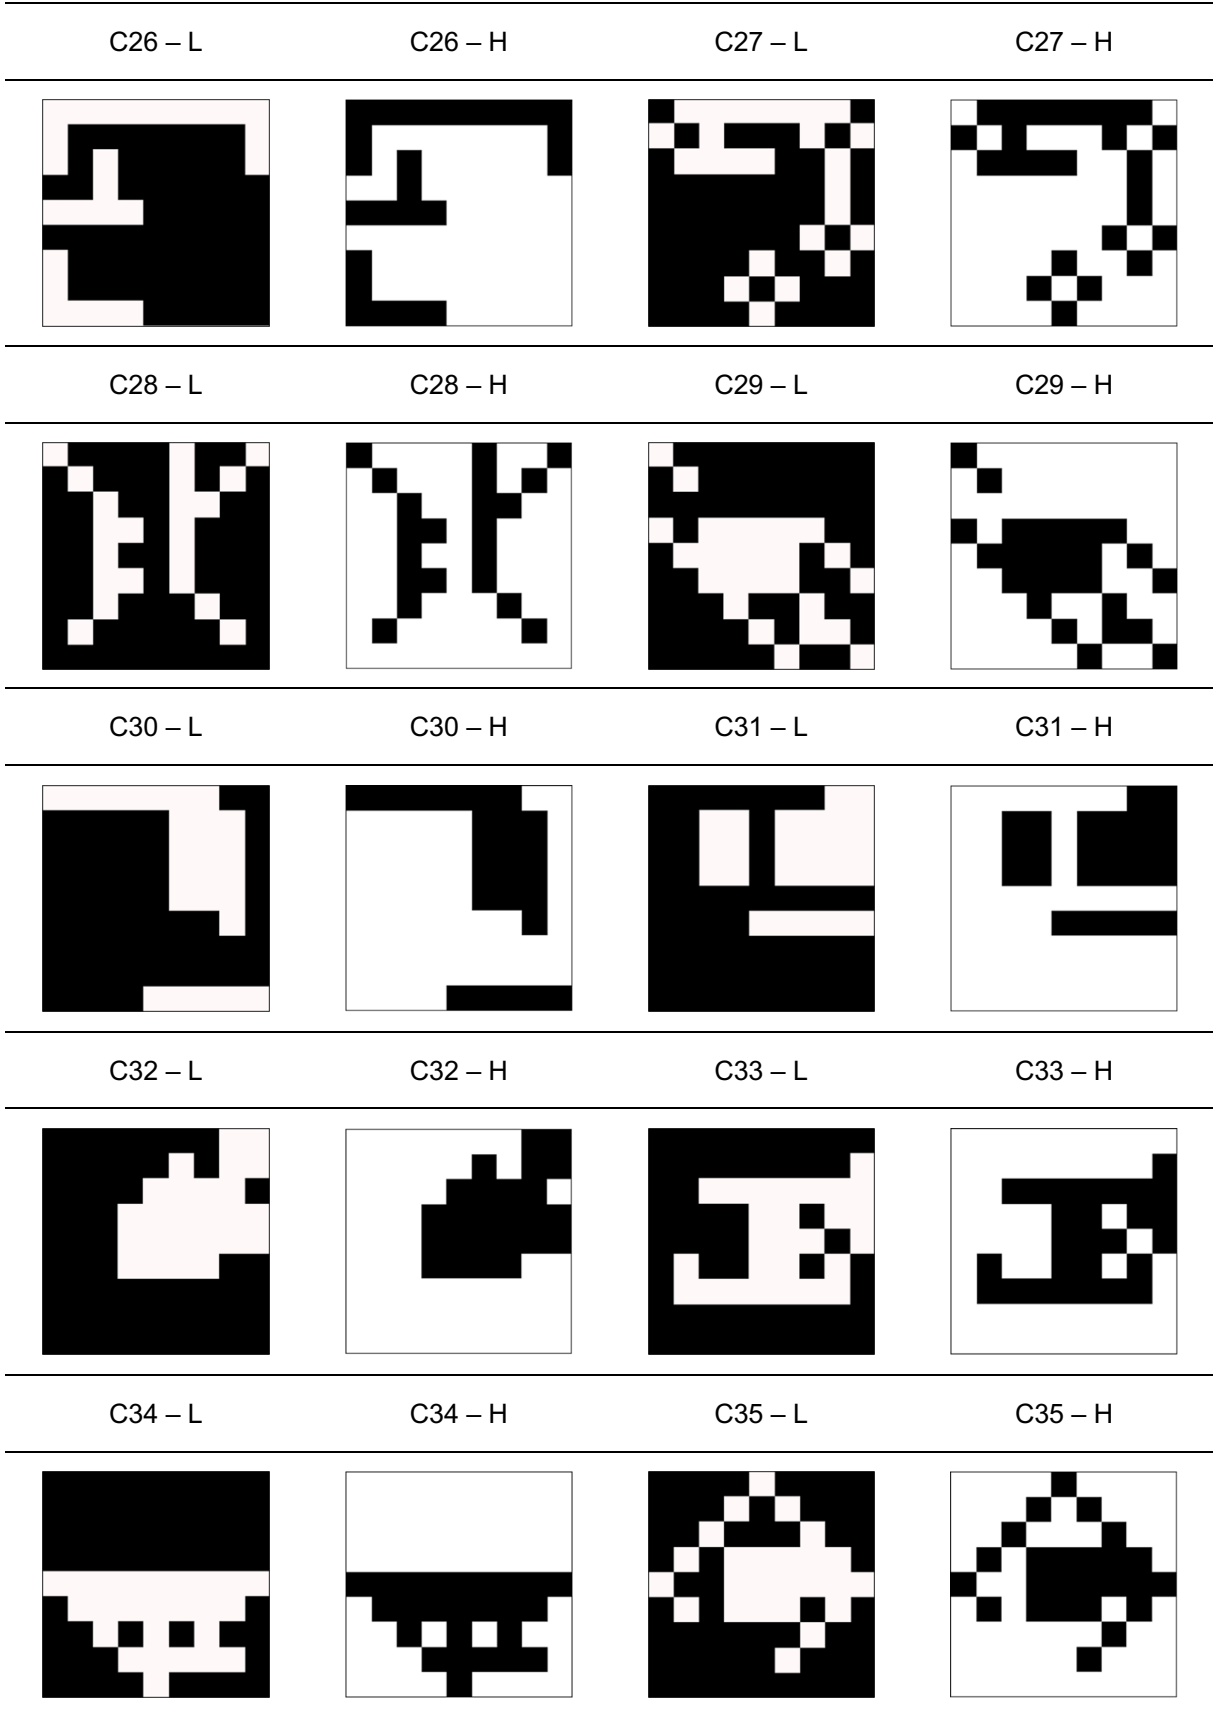 C26 – L C26 – H C27 – L C27 – H
C28 – L C28 – H C29 – L C29 – H
C30 – L C30 – H C31 – L C31 – H
C32 – L C32 – H C33 – L C33 – H
C34 – L C34 – H C35 – L C35 – H